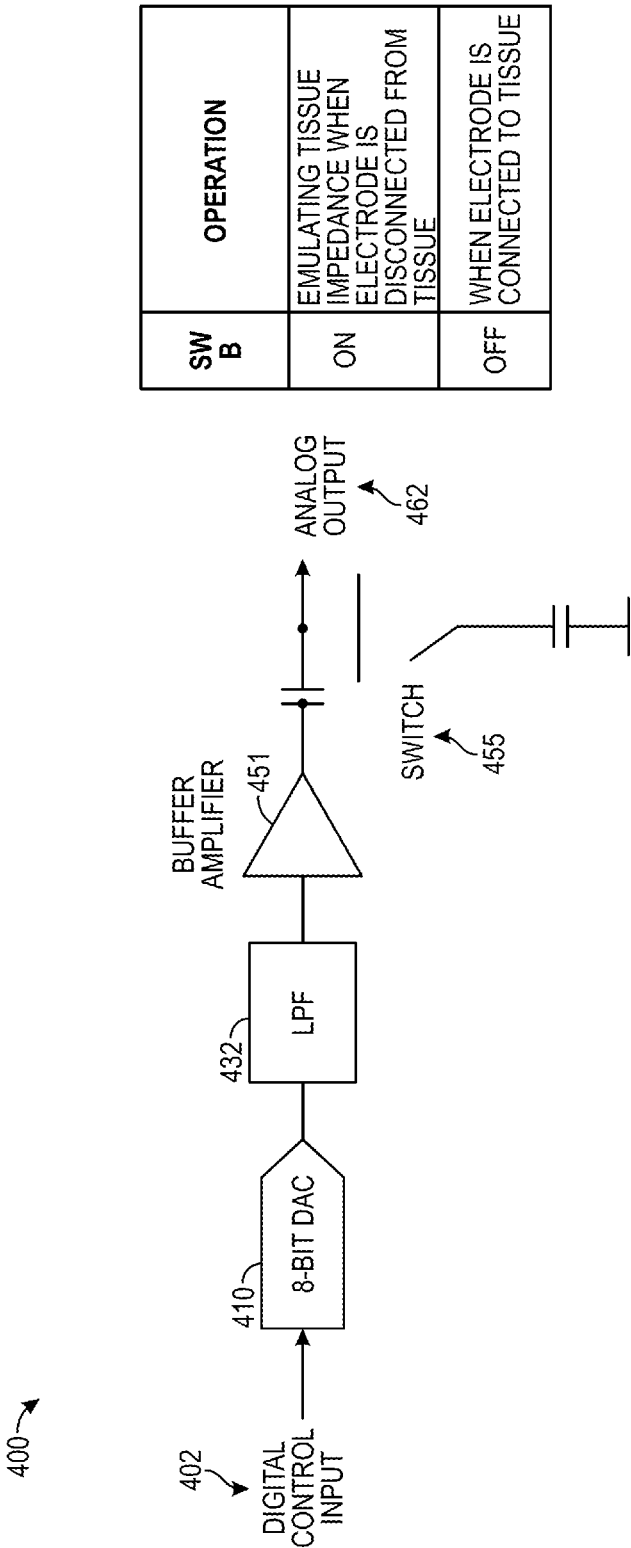 400
402
DIGITAL
CONTROL
INPUT
410
8-BIT DAC
432
LPF
BUFFER
AMPLIFIER
451
ANALOG
OUTPUT
462
SWITCH
455
SW
B
OPERATION
ON
EMULATING TISSUE
IMPEDANCE WHEN
ELECTRODE IS
DISCONNECTED FROM
TISSUE
OFF
WHEN ELECTRODE IS
CONNECTED TO TISSUE